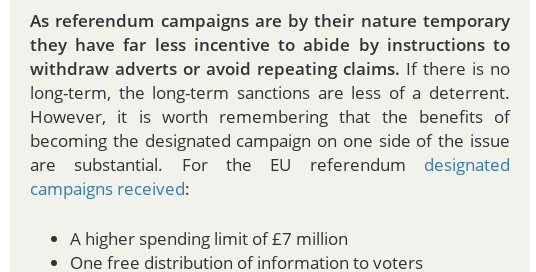 As referendum campaigns are by their nature temporary
they have far less incentive to abide by instructions to
withdraw adverts or avoid repeating claims. If there is no
long-term, the long-term sanctions are less of a deterrent.
However, it is worth remembering that the benefits of
becoming the designated campaign on one side of the issue
are substantial. For the EU referendum designated
campaigns received:
• A higher spending limit of £7 million
• One free distribution of information to voters